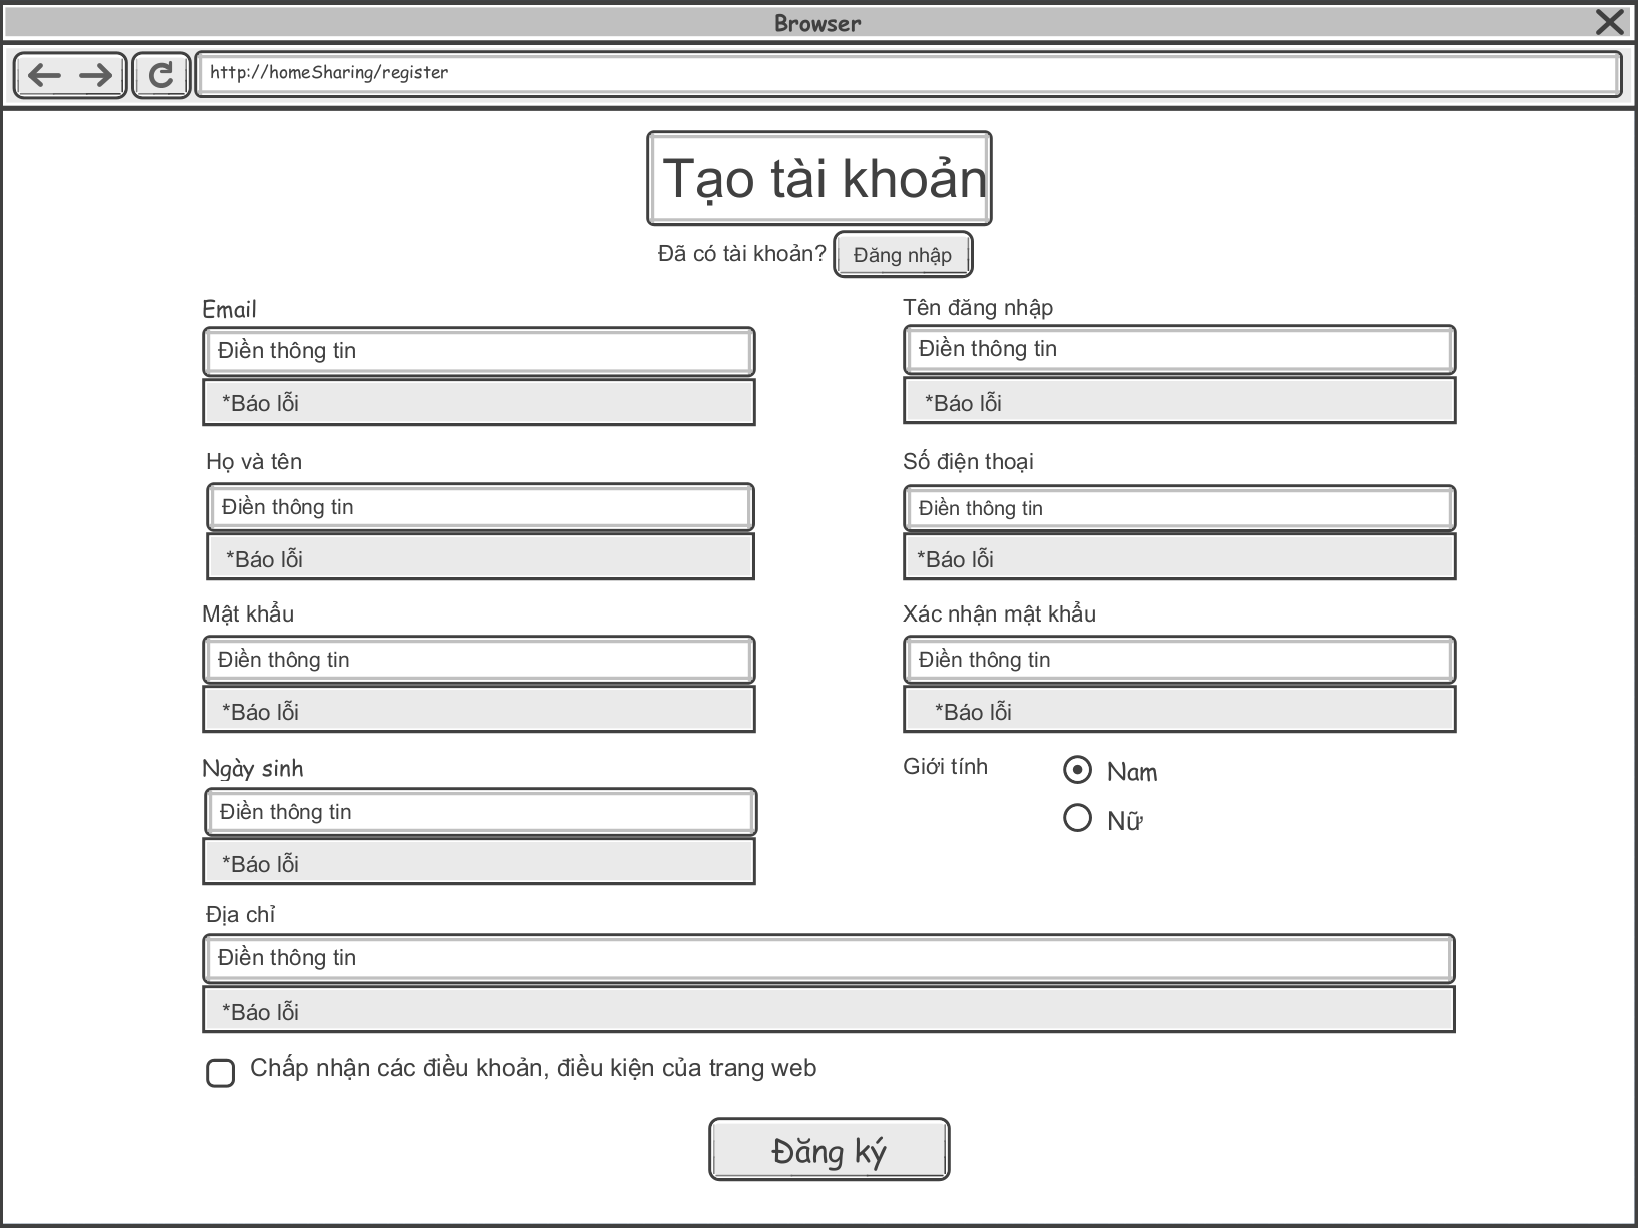 Browser
http://homeSharing/register
Tạo tài khoản
Đã có tài khoản? Đăng nhập
Email
Tên đăng nhập
Điền thông tin
Điền thông tin
*Báo lỗi
*Báo lỗi
Họ và tên
Số điện thoại
Điền thông tin
Điền thông tin
*Báo lỗi
*Báo lỗi
Mật khẩu
Xác nhận mật khẩu
Điền thông tin
Điền thông tin
*Báo lỗi
*Báo lỗi
Ngày sinh
Giới tính
Nam
Điền thông tin
Nữ
*Báo lỗi
Địa chỉ
Điền thông tin
*Báo lỗi
Chấp nhận các điều khoản, điều kiện của trang web
Đăng ký